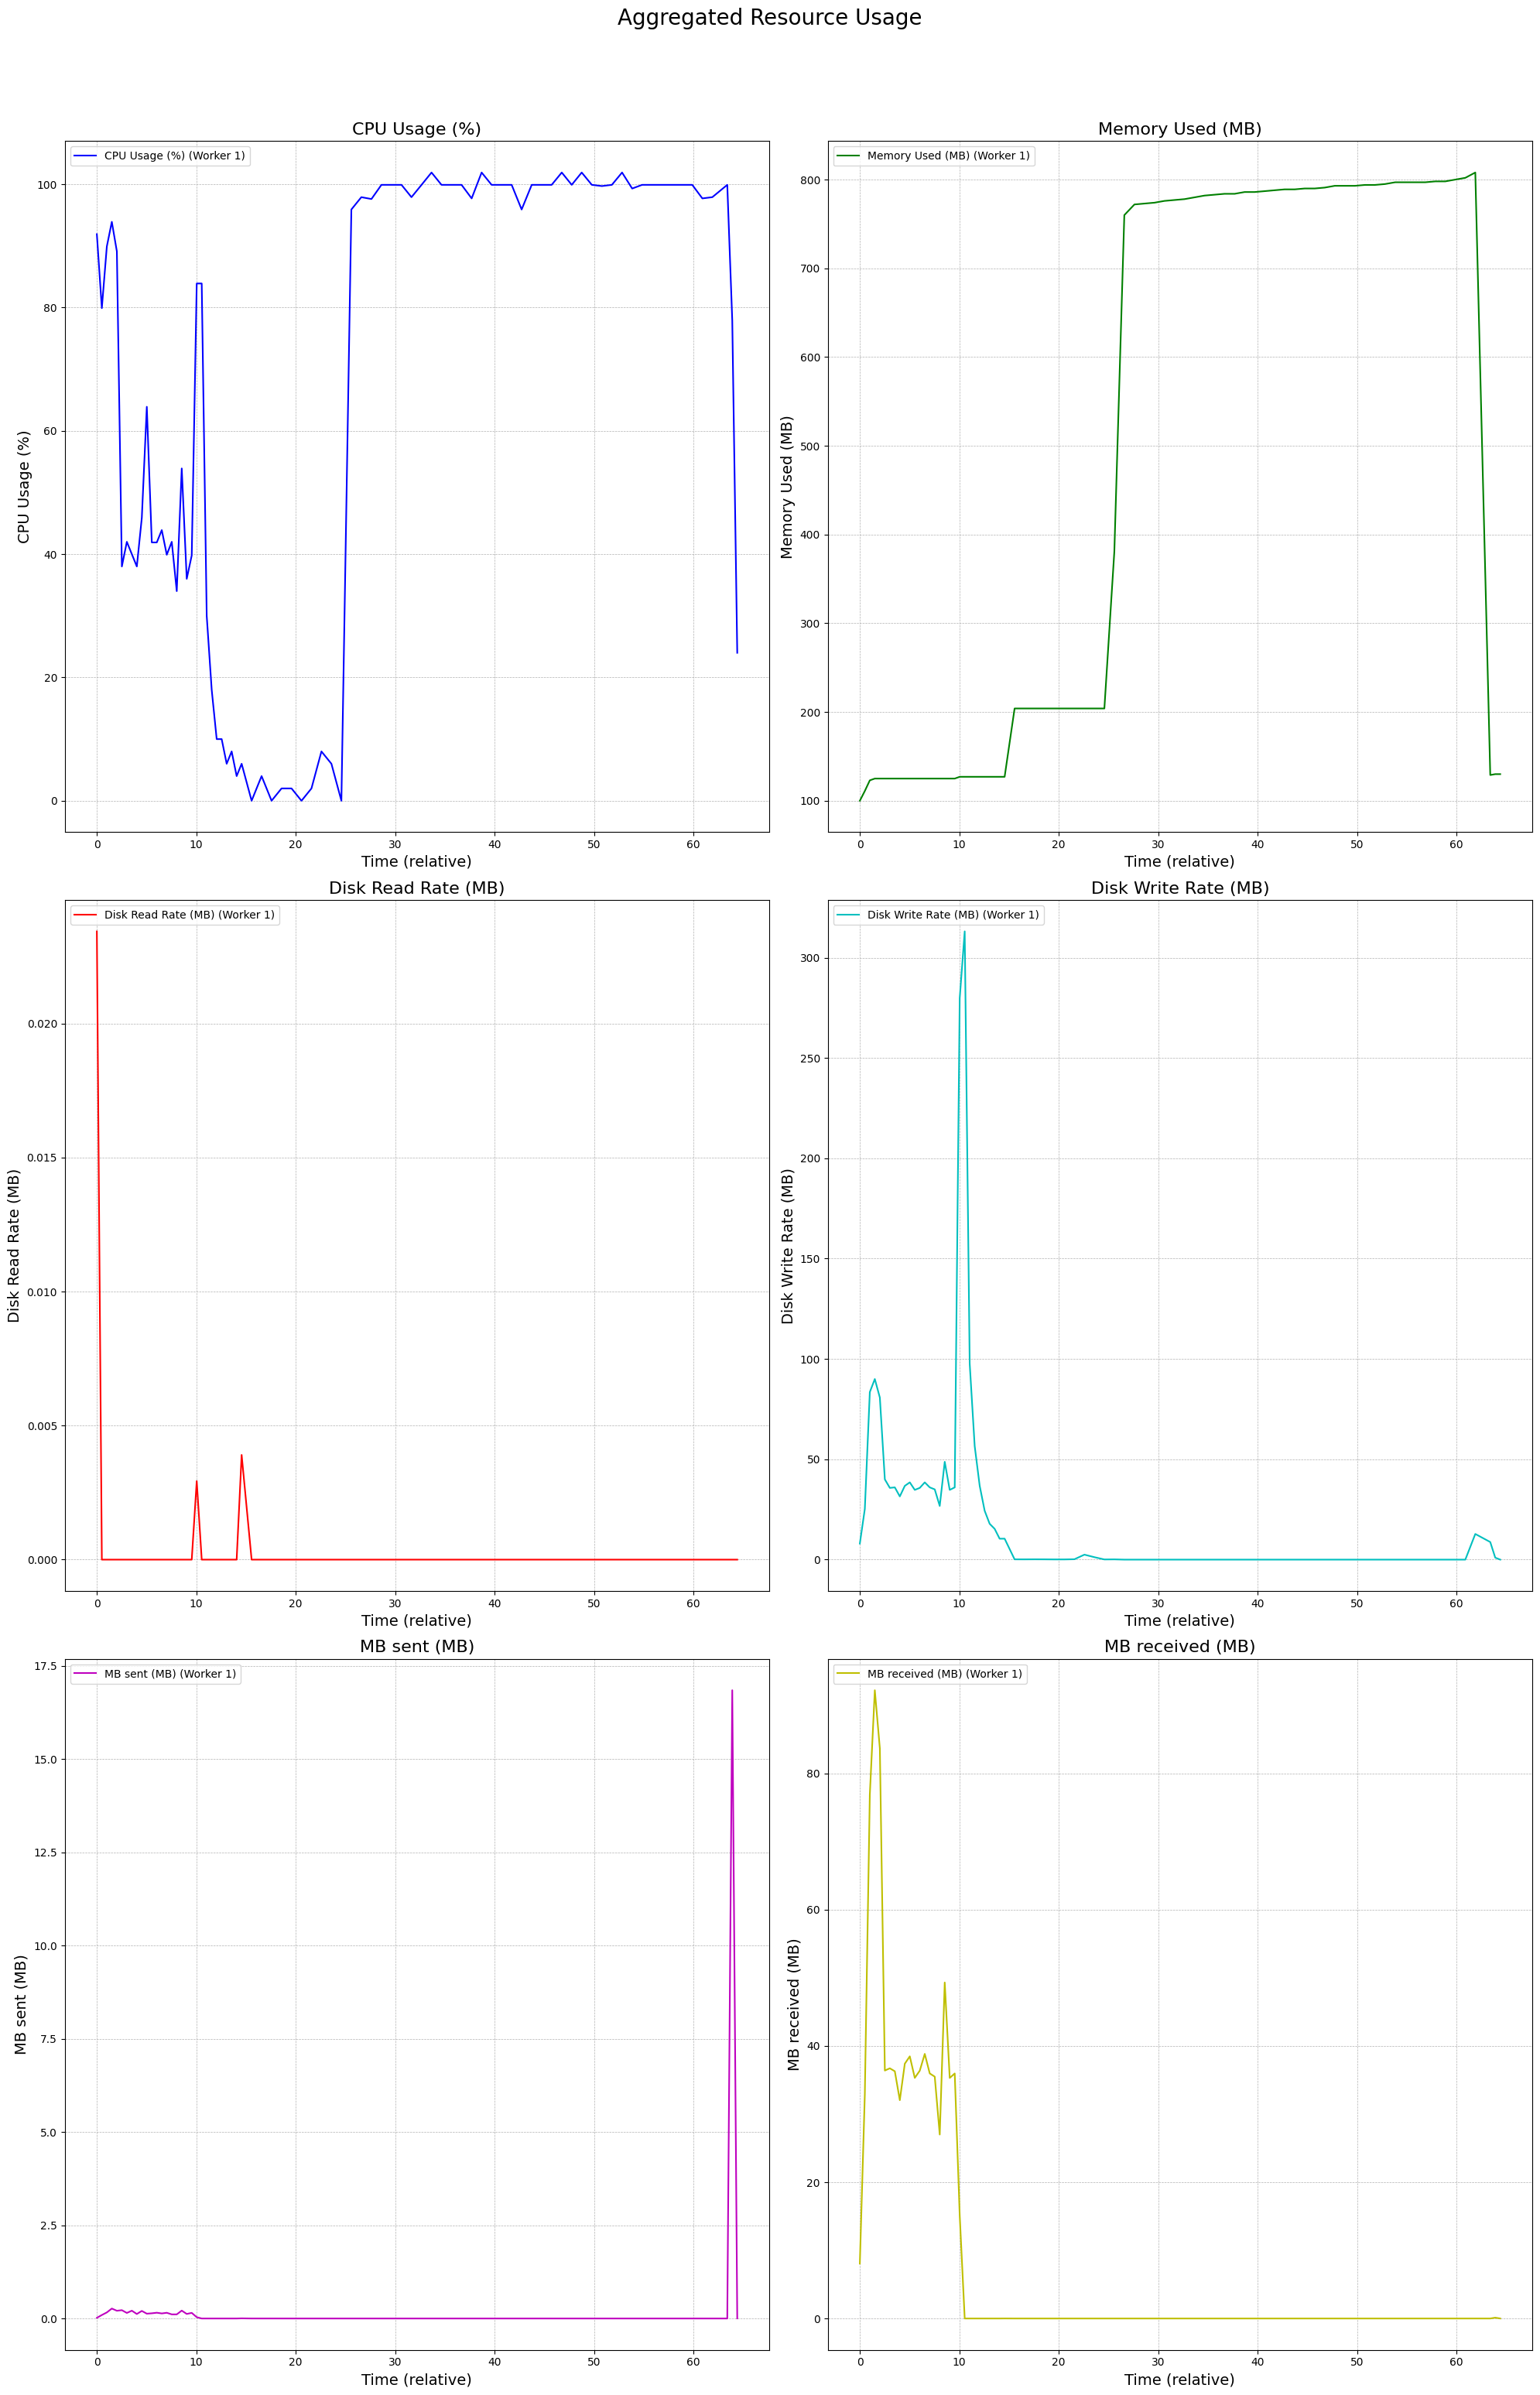 Aggregated Resource Usage
CPU Usage (%)
CPU Usage (%) (Worker 1)
CPU Usage (%)
100
80
60
40
20
0
0 10 20 30 40 50 60
Time (relative)
Memory Used (MB)
Memory Used (MB) (Worker 1)
Memory Used (MB)
800
700
600
500
400
300
200
100
0 10 20 30 40 50 60
Time (relative)
Disk Read Rate (MB)
Disk Read Rate (MB) (Worker 1)
Disk Read Rate (MB)
0.020
0.015
0.010
0.005
0.000
0 10 20 30 40 50 60
Time (relative)
Disk Write Rate (MB)
Disk Write Rate (MB) (Worker 1)
Disk Write Rate (MB)
300
250
200
150
100
50
0
0 10 20 30 40 50 60
Time (relative)
MB sent (MB)
MB sent (MB) (Worker 1)
MB sent (MB)
17.5
15.0
12.5
10.0
7.5
5.0
2.5
0.0
0 10 20 30 40 50 60
Time (relative)
MB received (MB)
MB received (MB) (Worker 1)
MB received (MB)
80
60
40
20
0
0 10 20 30 40 50 60
Time (relative)